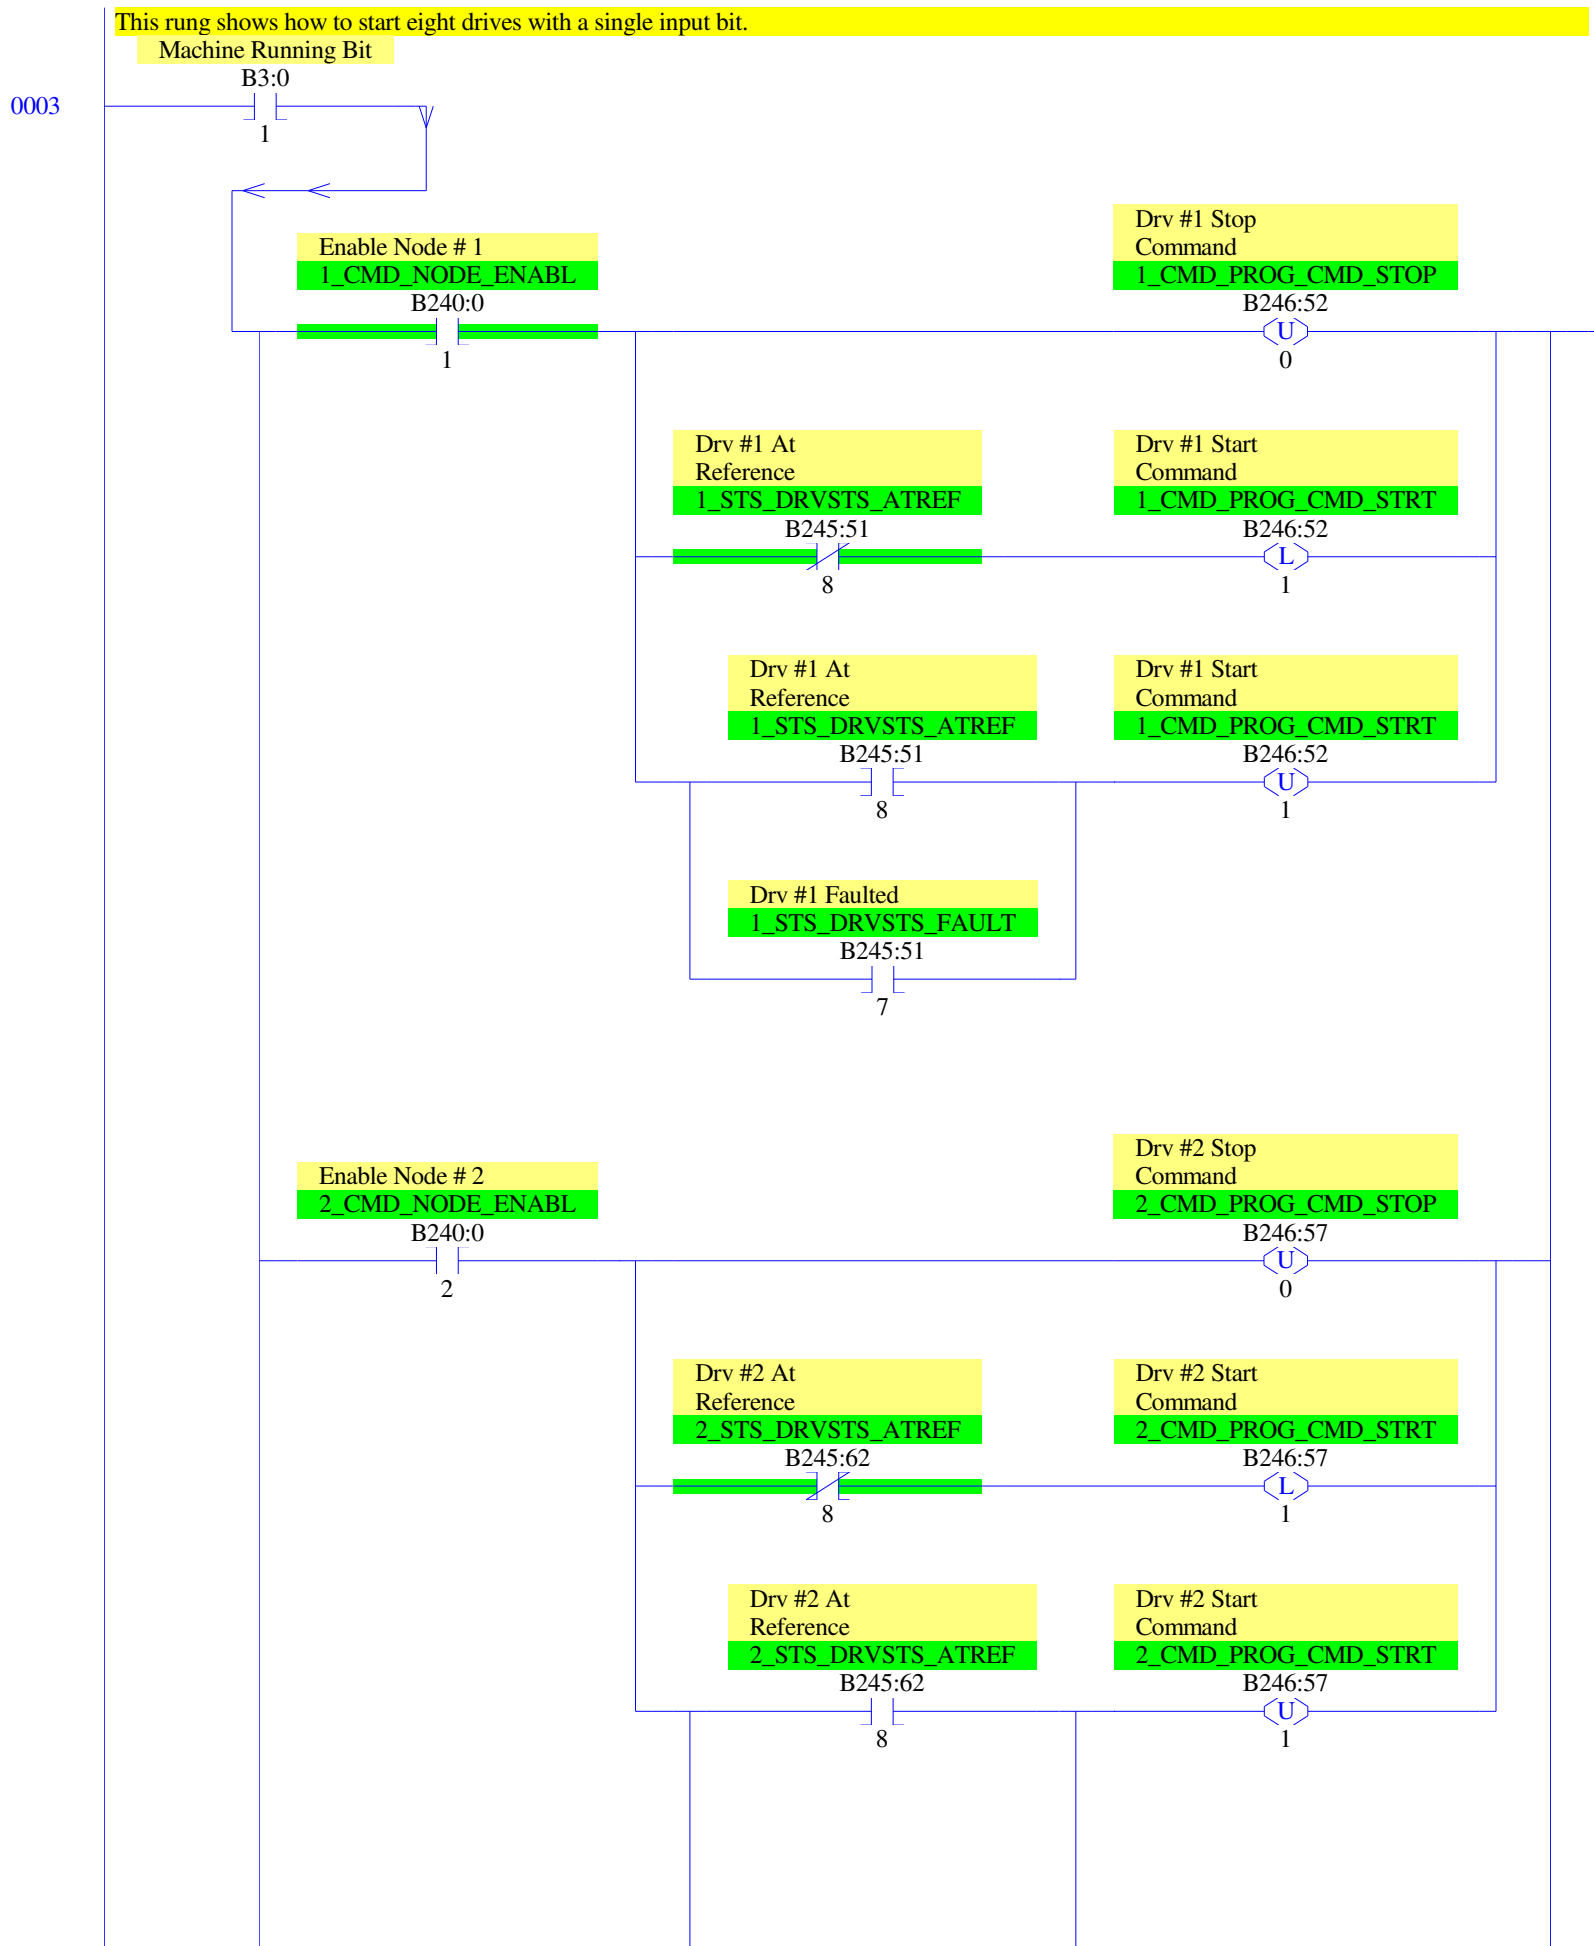 This rung shows how to start eight drives with a single input bit.
Machine Running Bit
B3:0
0003
1
Drv #1 Stop
Command
1_CMD_PROG_CMD_STOP
B246:52
U
0
Enable Node # 1
1_CMD_NODE_ENABL
B240:0
1
Drv #1 At
Reference
1_STS_DRVSTS_ATREF
B245:51
8
Drv #1 Start
Command
1_CMD_PROG_CMD_STRT
B246:52
L
1
Drv #1 At
Reference
1_STS_DRVSTS_ATREF
B245:51
8
Drv #1 Start
Command
1_CMD_PROG_CMD_STRT
B246:52
U
1
Drv #1 Faulted
1_STS_DRVSTS_FAULT
B245:51
7
Drv #2 Stop
Command
2_CMD_PROG_CMD_STOP
B246:57
U
0
Enable Node # 2
2_CMD_NODE_ENABL
B240:0
2
Drv #2 At
Reference
2_STS_DRVSTS_ATREF
B245:62
8
Drv #2 Start
Command
2_CMD_PROG_CMD_STRT
B246:57
L
1
Drv #2 At
Reference
2_STS_DRVSTS_ATREF
B245:62
8
Drv #2 Start
Command
2_CMD_PROG_CMD_STRT
B246:57
U
1